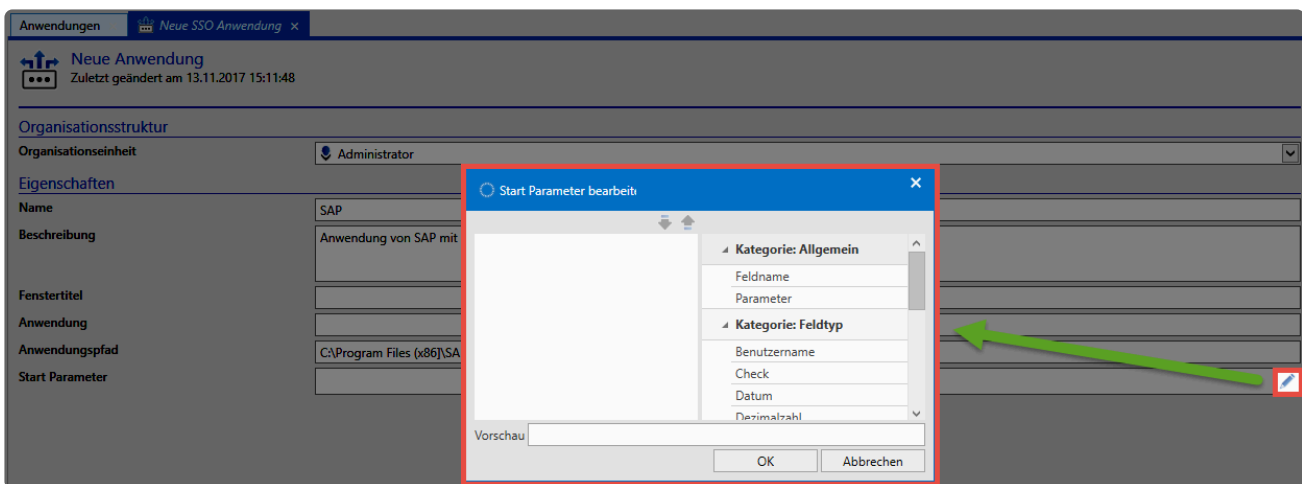 Anwendungen
Neue SSO Anwendung ×
Neue Anwendung
Zuletzt geändert am 13.11.2017 15:11:48
Organisationsstruktur
Organisationseinheit
Administrator
Eigenschaften
Name
SAP
Beschreibung
Anwendung von SAP mit
Fenstertitel
Anwendung
Anwendungspfad
C:\Program Files (x86)\SA
Start Parameter
Start Parameter bearbeite
Kategorie: Allgemein
Feldname
Parameter
Kategorie: Feldtyp
Benutzername
Check
Datum
Dezimalzahl
Vorschau
OK
Abbrechen